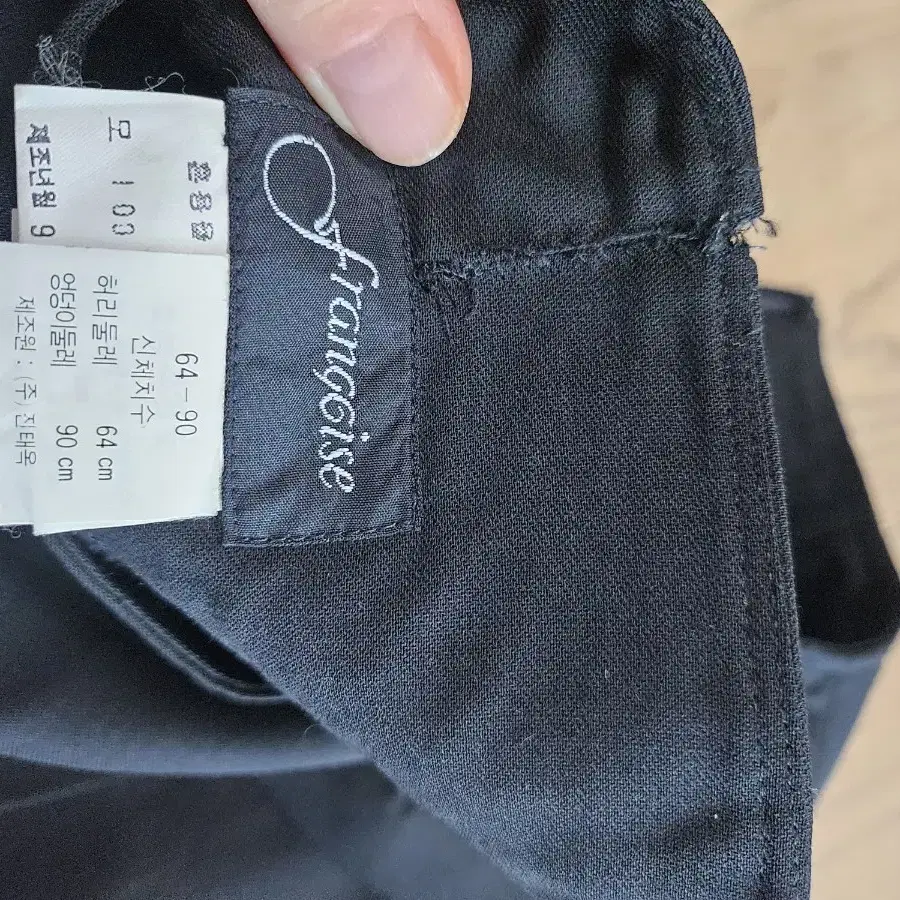 Françoise
혼용율
모 100
제조년월 9
64 - 90
신체치수
허리둘레 64 cm
엉덩이둘레 90 cm
제조원 : (주) 진태옥